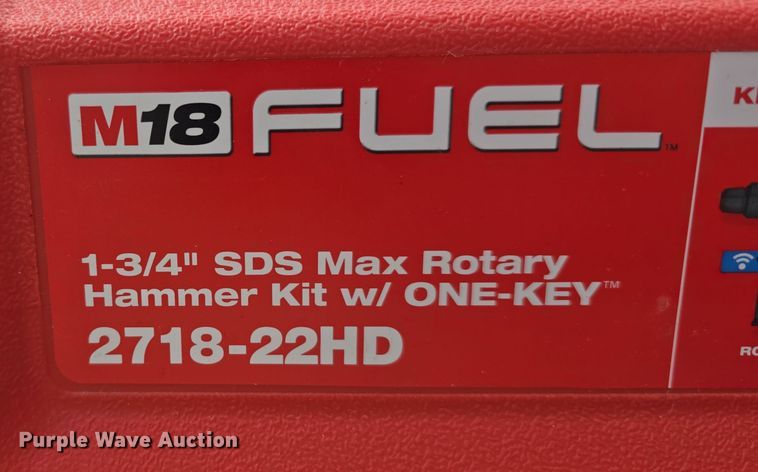 M18 FUEL™
1-3/4" SDS Max Rotary
Hammer Kit w/ ONE-KEY™
2718-22HD
Purple Wave Auction